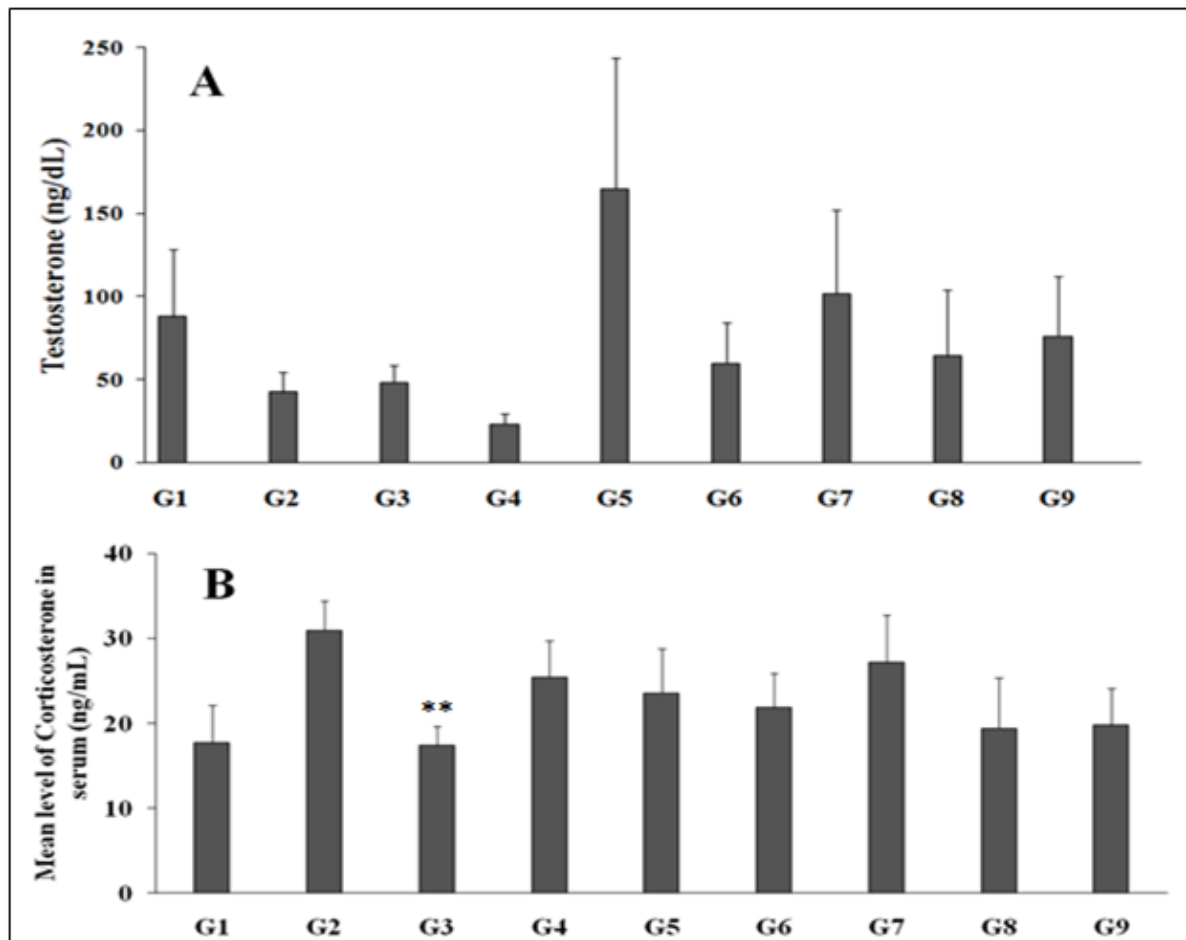 A
Testosterone (ng/dL)
250
200
150
100
50
0
G1 G2 G3 G4 G5 G6 G7 G8 G9
B
Mean level of Corticosterone in
serum (ng/mL)
40
30
20
10
0
**
G1 G2 G3 G4 G5 G6 G7 G8 G9